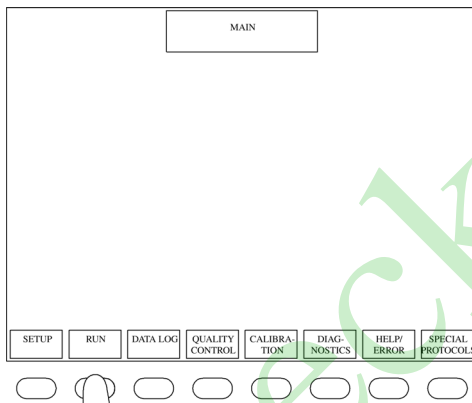 MAIN
SETUP
RUN
DATA LOG
QUALITY
CONTROL
CALIBRA-
TION
DIAG-
NOSTICS
HELP/
ERROR
SPECIAL
PROTOCOLS